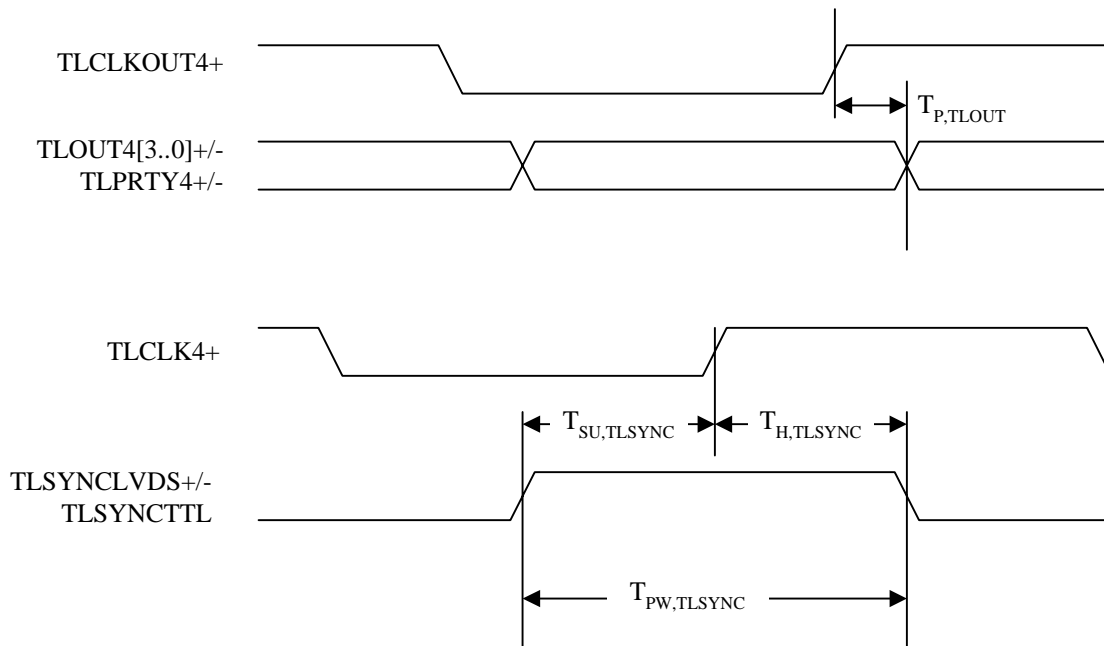 TLCLKOUT4+
T_P,TLOUT
TLOUT4[3..0]+/-
TLPRTY4+/-
TLCLK4+
T_SU,TLSYNC
T_H,TLSYNC
TLSYNCLVDS+/-
TLSYNCTTL
T_PW,TLSYNC